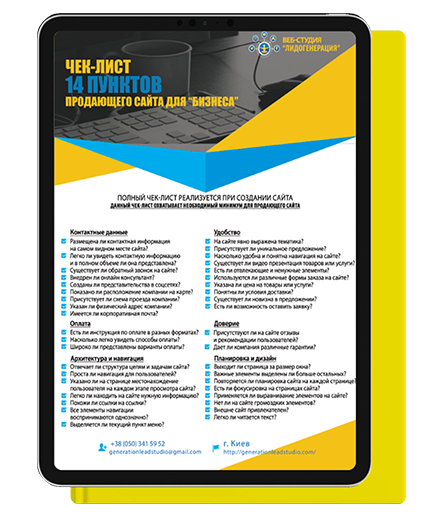 ВЕБ-СТУДИЯ
"ЛИДОГЕНЕРАЦИЯ"
ЧЕК-ЛИСТ
14 ПУНКТОВ
ПРОДАЮЩЕГО САЙТА ДЛЯ "БИЗНЕСА"
ПОЛНЫЙ ЧЕК-ЛИСТ РЕАЛИЗУЕТСЯ ПРИ СОЗДАНИИ САЙТА
ДАННЫЙ ЧЕК-ЛИСТ ОХВАТЫВАЕТ НЕОБХОДИМЫЙ МИНИМУМ ДЛЯ ПРОДАЮЩЕГО САЙТА
Контактные данные
Размещена ли контактная информация
на самом видном месте сайта?
Легко ли увидеть контактную информацию
и в полном объеме ли она представлена?
Существует ли обратный звонок на сайте?
Внедрен ли онлайн консультант?
Созданы ли представительства в соцсетях?
Показано ли расположение компании на карте?
Присутствует ли схема проезда компании?
Указан ли физический адрес компании?
Имеется ли корпоративная почта?
Оплата
Есть ли инструкция по оплате в разных форматах?
Насколько легко увидеть способы оплаты?
Широко ли представлены варианты оплаты?
Архитектура и навигация
Отвечает ли структура целям и задачам сайта?
Проста ли навигация для пользователей?
Указано ли на странице местонахождение
пользователя на каждом этапе просмотра сайта?
Легко ли находить на сайте нужную информацию?
Похожи ли ссылки на ссылки?
Все элементы навигации
воспринимаются однозначно?
Выделяется ли текущий пункт меню?
Удобство
На сайте явно выражена тематика?
Присутствует ли уникальное предложение?
Насколько удобна и понятна навигация на сайте?
Существует ли видео презентация товаров или услуги?
Есть ли отвлекающие и ненужные элементы?
Используются ли различные формы заказа на сайте?
Указана ли цена на товары или услуги?
Понятны ли условия доставки?
Существует ли новизна в предложении?
Есть ли возможность оставить заявку?
Доверие
Присутствуют ли на сайте отзывы
и рекомендации пользователей?
Дает ли компания различные гарантии?
Планировка и дизайн
Выходит ли страница за размер окна?
Важные элементы выделены ли больше остальных?
Повторяется ли планировка сайта на каждой странице?
Есть ли фокусировка на страницах сайта?
Применяется ли выравнивание элементов на сайте?
Нет ли на сайте громоздких элементов?
Внешне сайт привлекателен?
Легко ли читается текст?
+38 (050) 341 59 52
generationleadstudio@gmail.com
г. Киев
http://generationleadstudio.com/